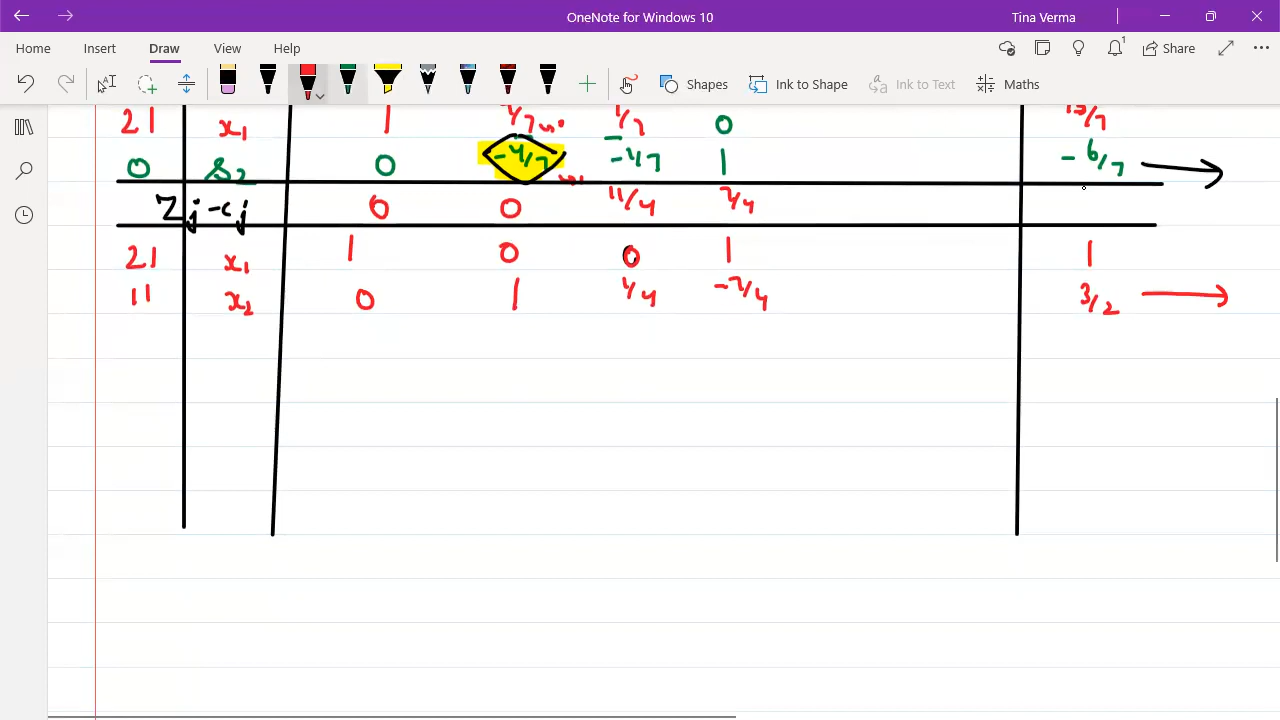 OneNote for Windows 10
Tina Verma
Home Insert Draw View Help
1
Share
Shapes Ink to Shape Ink to Text Maths
21 x₁ 1 4/7 1/7 0 13/7
0 s₂ 0 -4/7 -1/7 1 -6/7
Zj-cj 0 0 11/4 7/4
21 x₁ 1 0 0 1 1
11 x₂ 0 1 1/4 -7/4 3/2